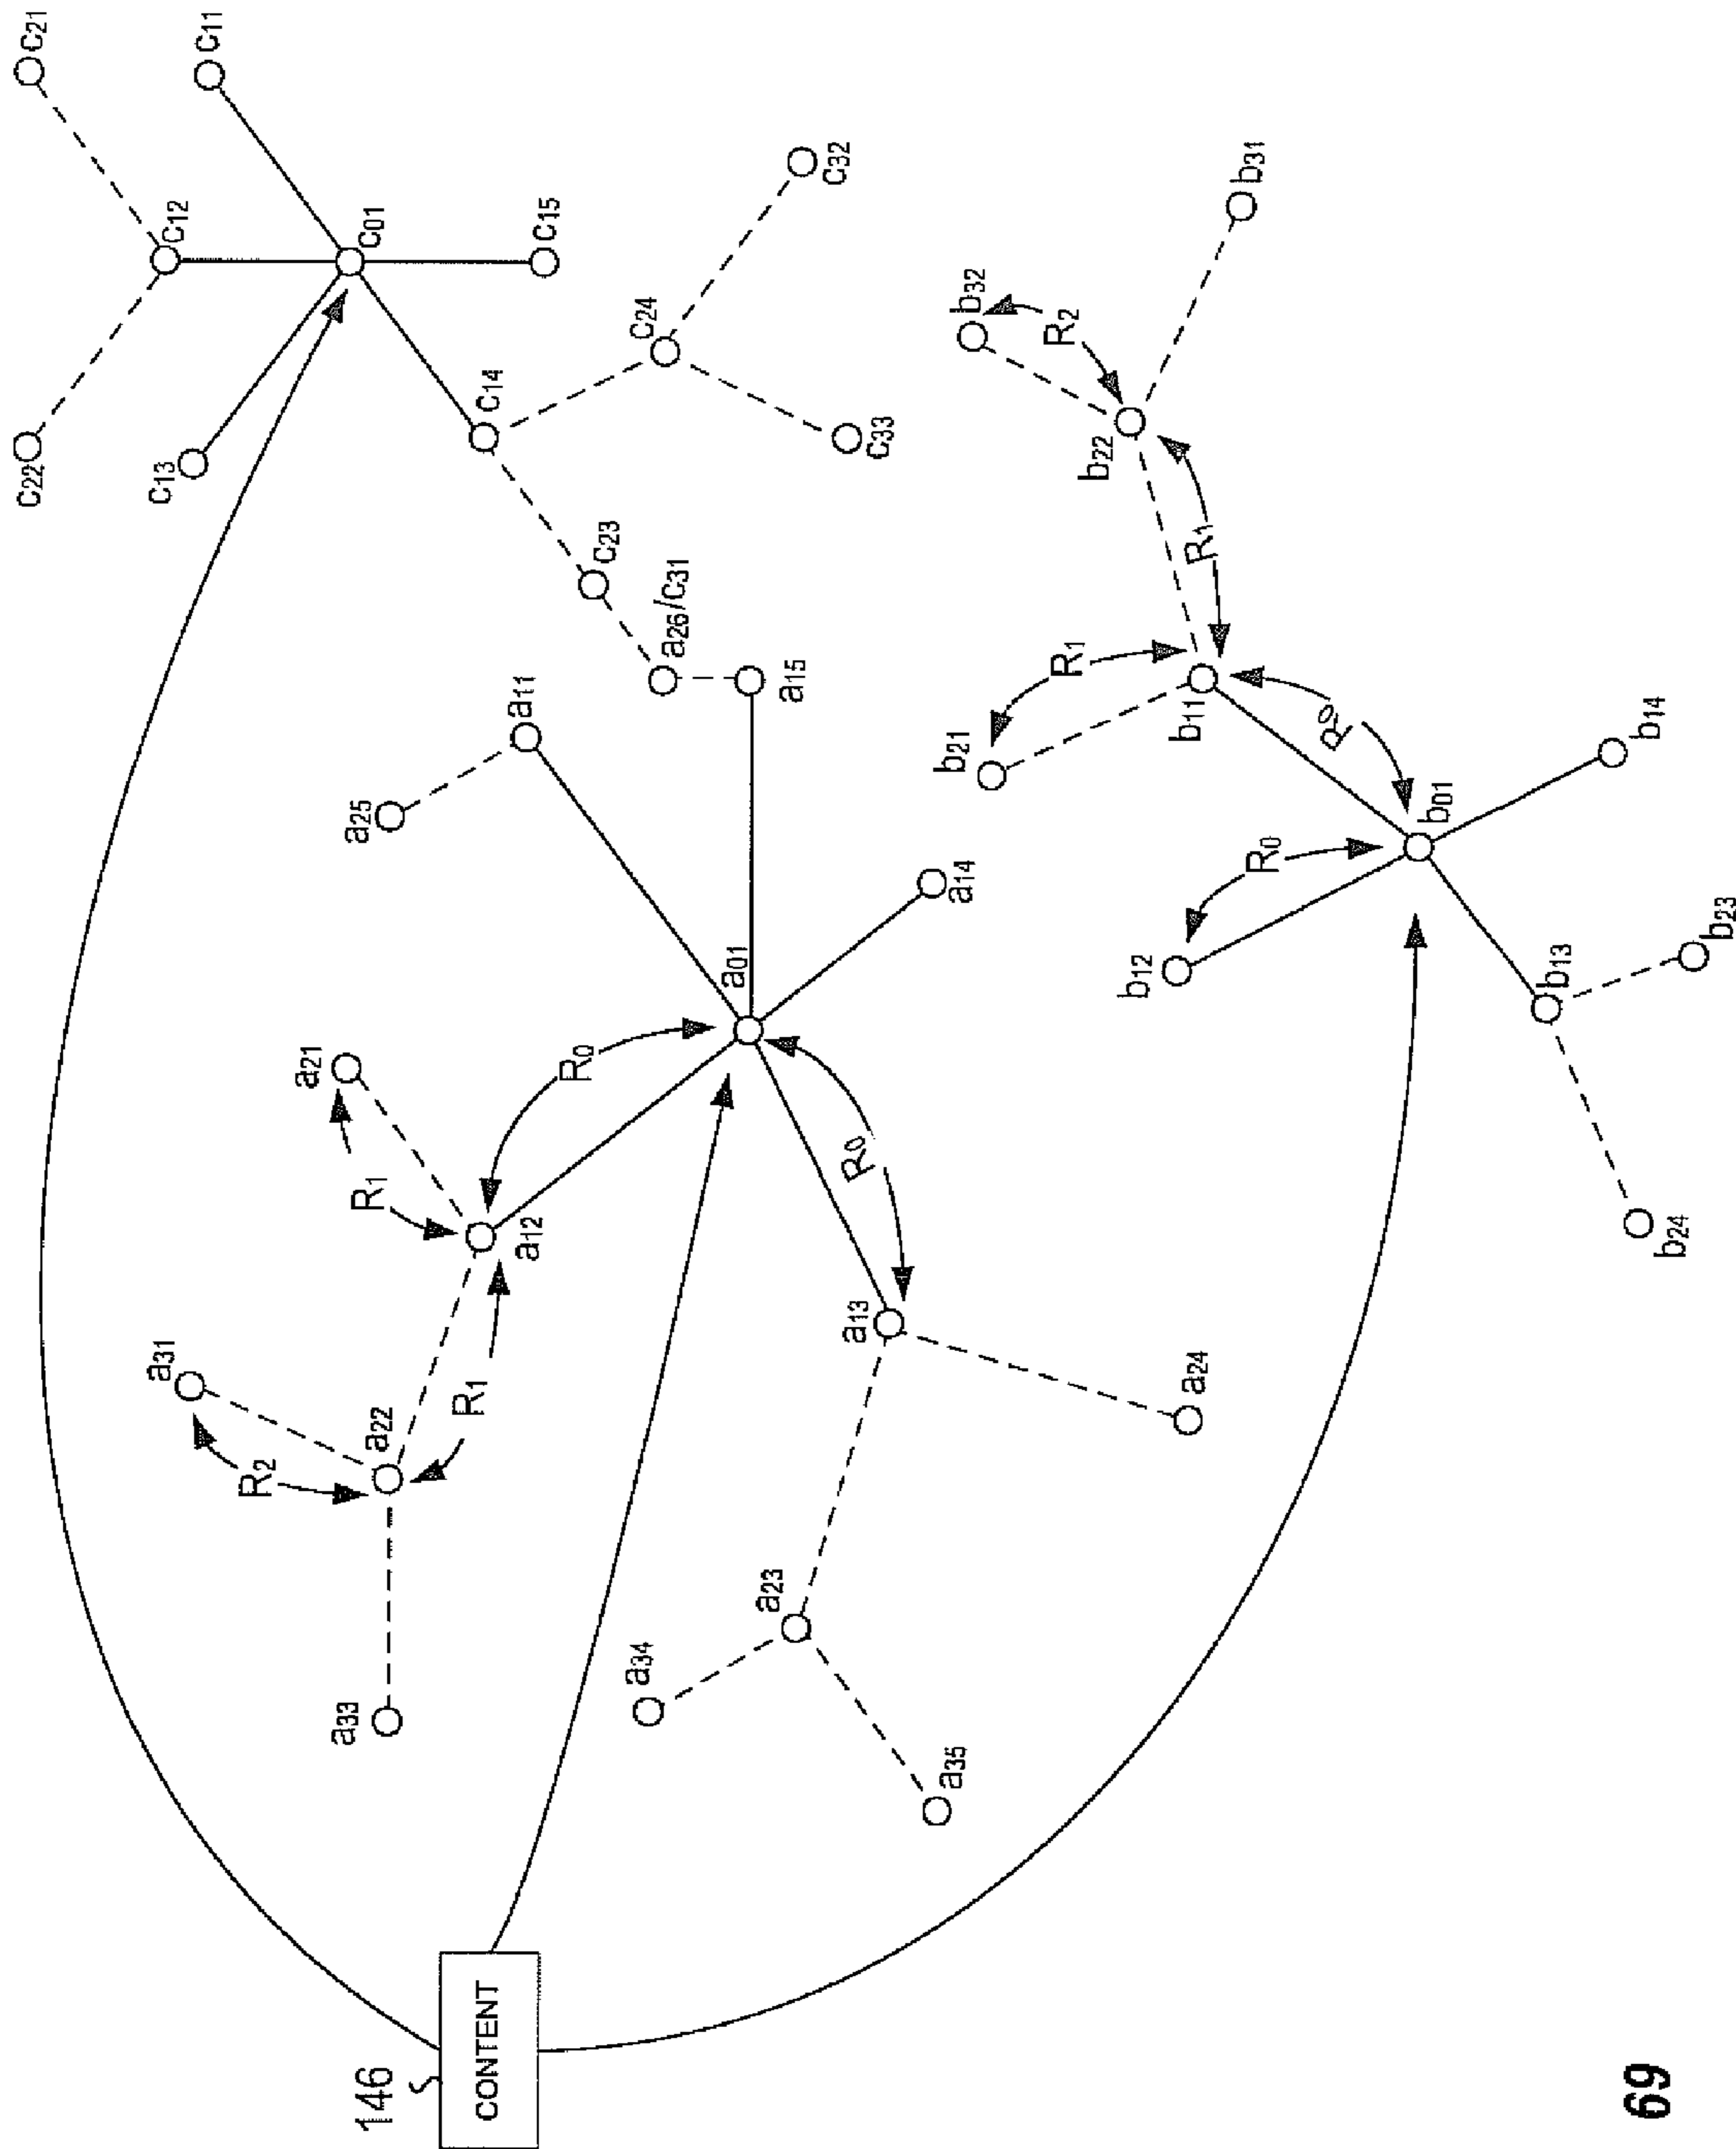 146
CONTENT
c22
c21
c12
c13
c11
c01
c14
c15
c24
c32
c33
c23
a26/c31
a15
a11
a25
a14
a01
R0
R0
a21
R1
a12
R1
a31
a22
R2
a33
a13
a24
a23
a34
a35
b32
R2
b31
b22
R1
R1
b21
b11
R0
b14
b01
R0
b12
b13
b23
b24
69